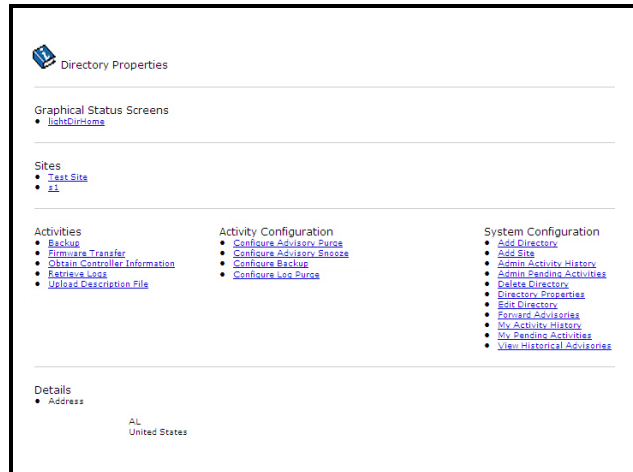 Directory Properties
Graphical Status Screens
lightDirHome
Sites
Test Site
s1
Activities
Backup
Firmware Transfer
Obtain Controller Information
Retrieve Logs
Upload Description File
Activity Configuration
Configure Advisory Purge
Configure Advisory Snooze
Configure Backup
Configure Log Purge
System Configuration
Add Directory
Add Site
Admin Activity History
Admin Pending Activities
Delete Directory
Directory Properties
Edit Directory
Forward Advisories
My Activity History
My Pending Activities
View Historical Advisories
Details
Address
AL
United States